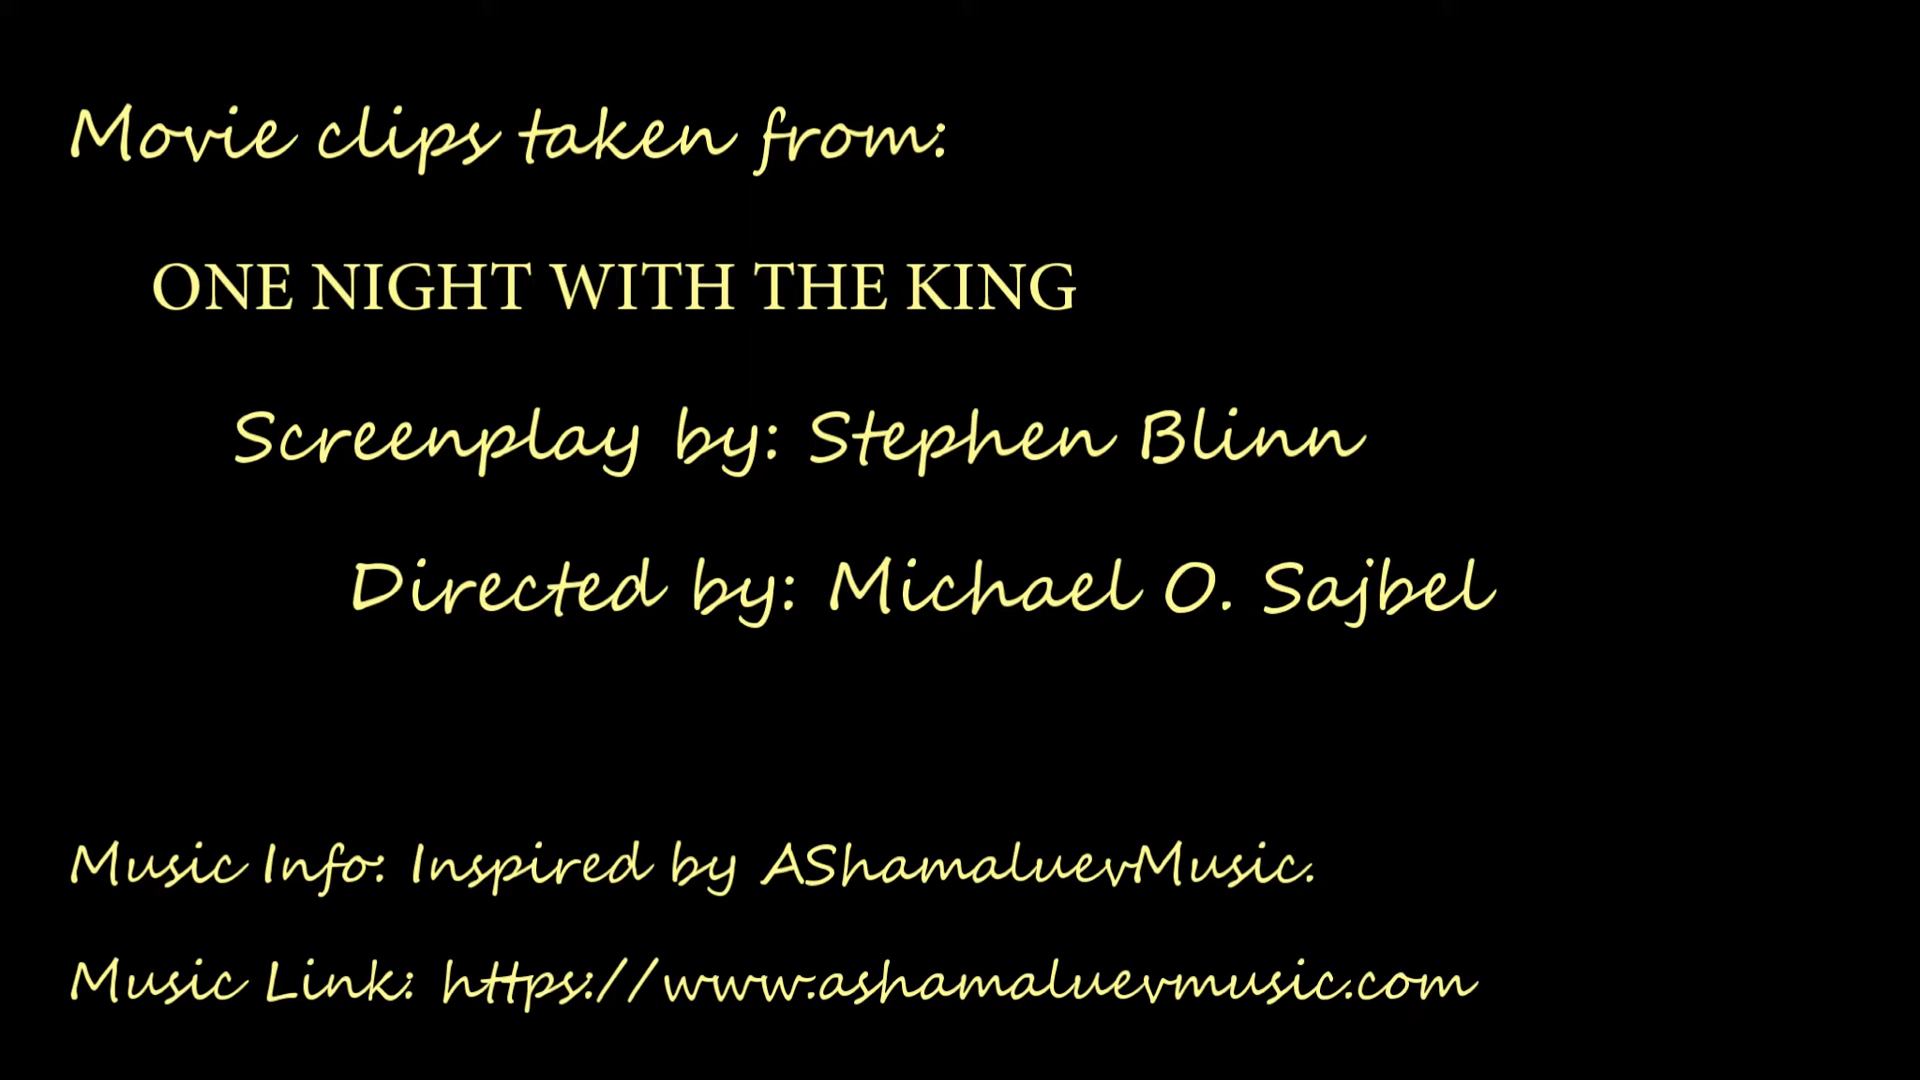 Movie clips taken from:
ONE NIGHT WITH THE KING
Screenplay by: Stephen Blinn
Directed by: Michael O. Sajbel
Music Info: Inspired by AShamaluevMusic.
Music Link: https://www.ashamaluevmusic.com